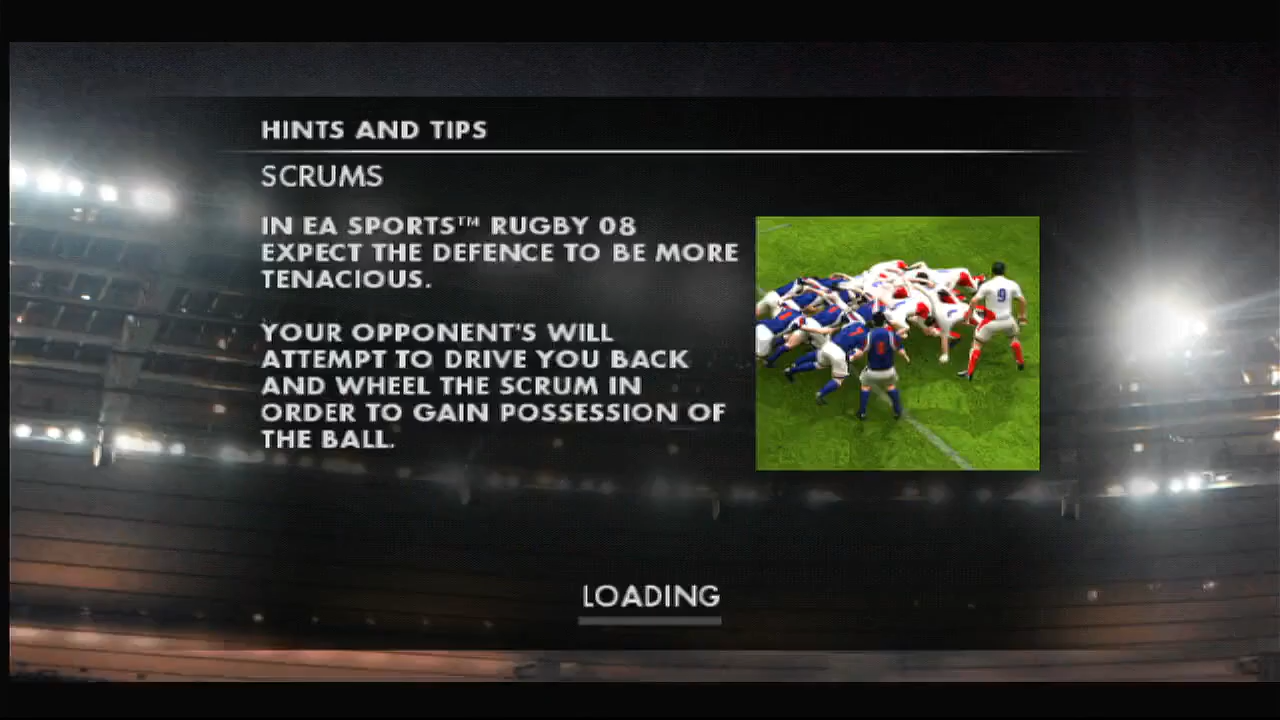 HINTS AND TIPS
SCRUMS
IN EA SPORTS™ RUGBY 08
EXPECT THE DEFENCE TO BE MORE
TENACIOUS.
YOUR OPPONENT'S WILL
ATTEMPT TO DRIVE YOU BACK
AND WHEEL THE SCRUM IN
ORDER TO GAIN POSSESSION OF
THE BALL.
9
LOADING